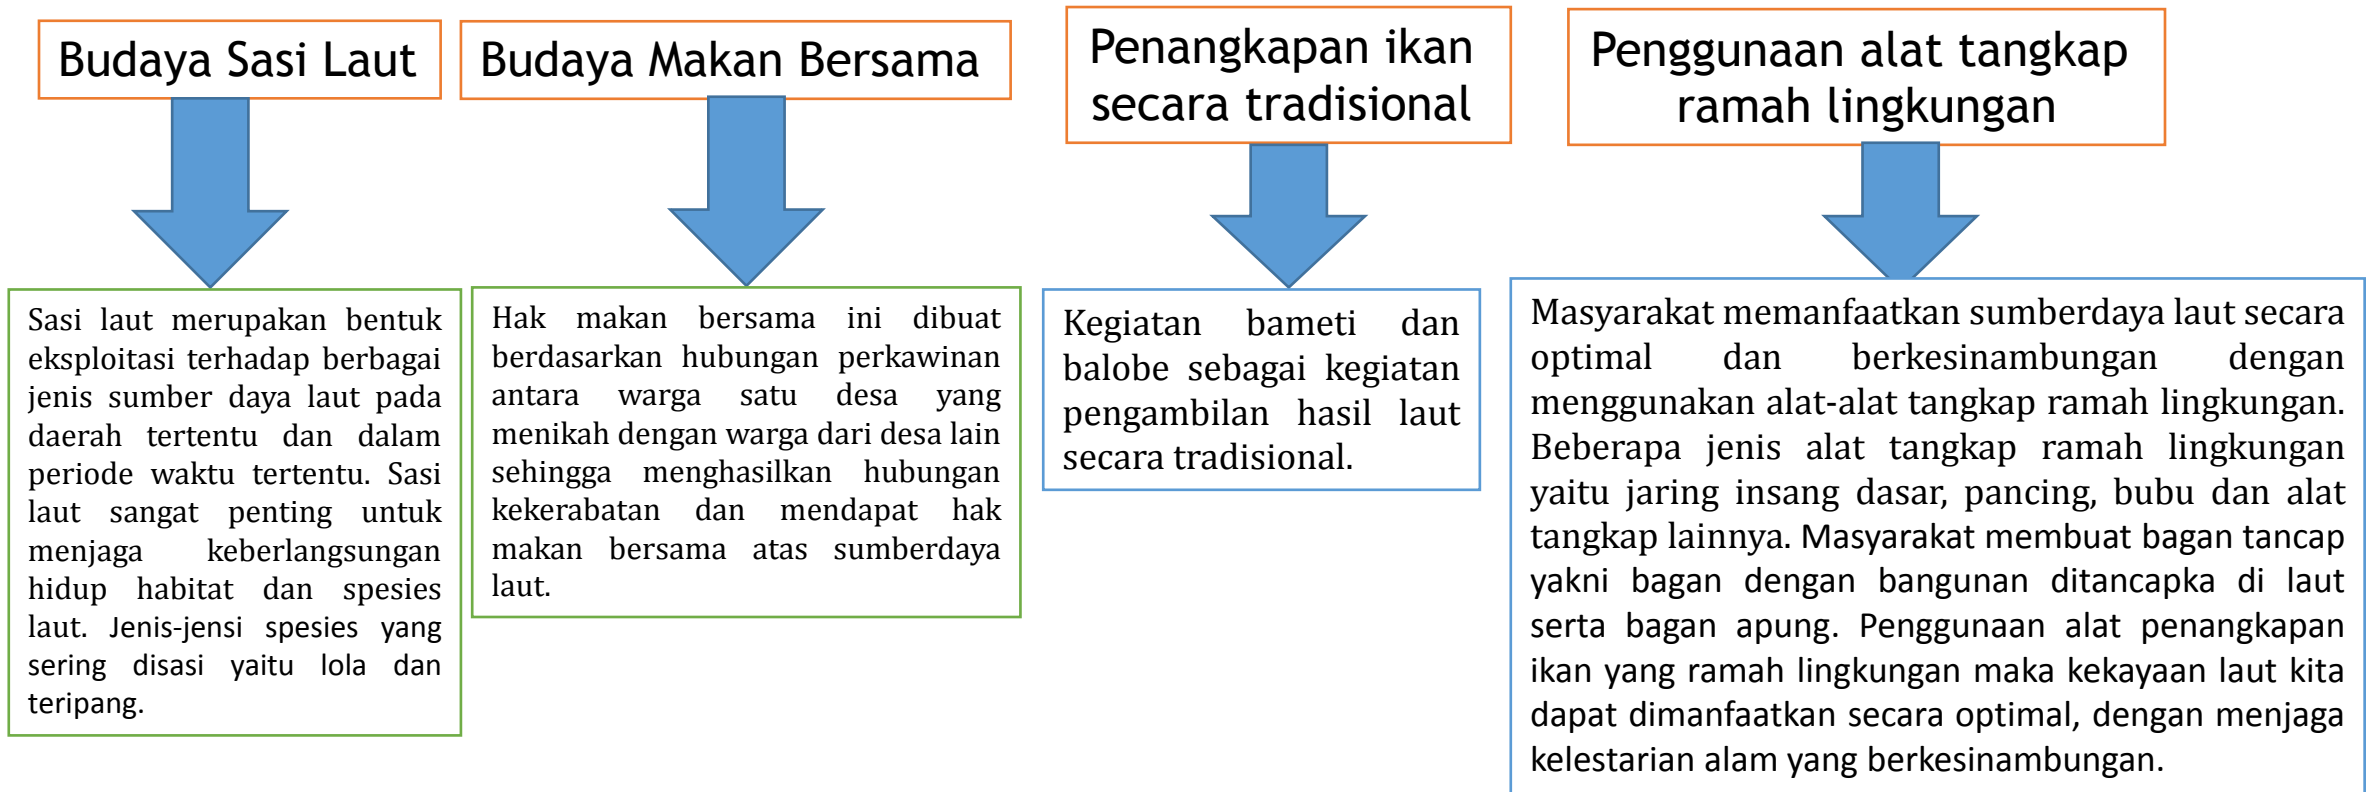 Budaya Sasi Laut
Budaya Makan Bersama
Penangkapan ikan
secara tradisional
Penggunaan alat tangkap
ramah lingkungan
Sasi laut merupakan bentuk
eksploitasi terhadap berbagai
jenis sumber daya laut pada
daerah tertentu dan dalam
periode waktu tertentu. Sasi
laut sangat penting untuk
menjaga keberlangsungan
hidup habitat dan spesies
laut. Jenis-jensi spesies yang
sering disasi yaitu lola dan
teripang.
Hak makan bersama ini dibuat
berdasarkan hubungan perkawinan
antara warga satu desa yang
menikah dengan warga dari desa lain
sehingga menghasilkan hubungan
kekerabatan dan mendapat hak
makan bersama atas sumberdaya
laut.
Kegiatan bameti dan
balobe sebagai kegiatan
pengambilan hasil laut
secara tradisional.
Masyarakat memanfaatkan sumberdaya laut secara
optimal dan berkesinambungan dengan
menggunakan alat-alat tangkap ramah lingkungan.
Beberapa jenis alat tangkap ramah lingkungan
yaitu jaring insang dasar, pancing, bubu dan alat
tangkap lainnya. Masyarakat membuat bagan tancap
yakni bagan dengan bangunan ditancapka di laut
serta bagan apung. Penggunaan alat penangkapan
ikan yang ramah lingkungan maka kekayaan laut kita
dapat dimanfaatkan secara optimal, dengan menjaga
kelestarian alam yang berkesinambungan.